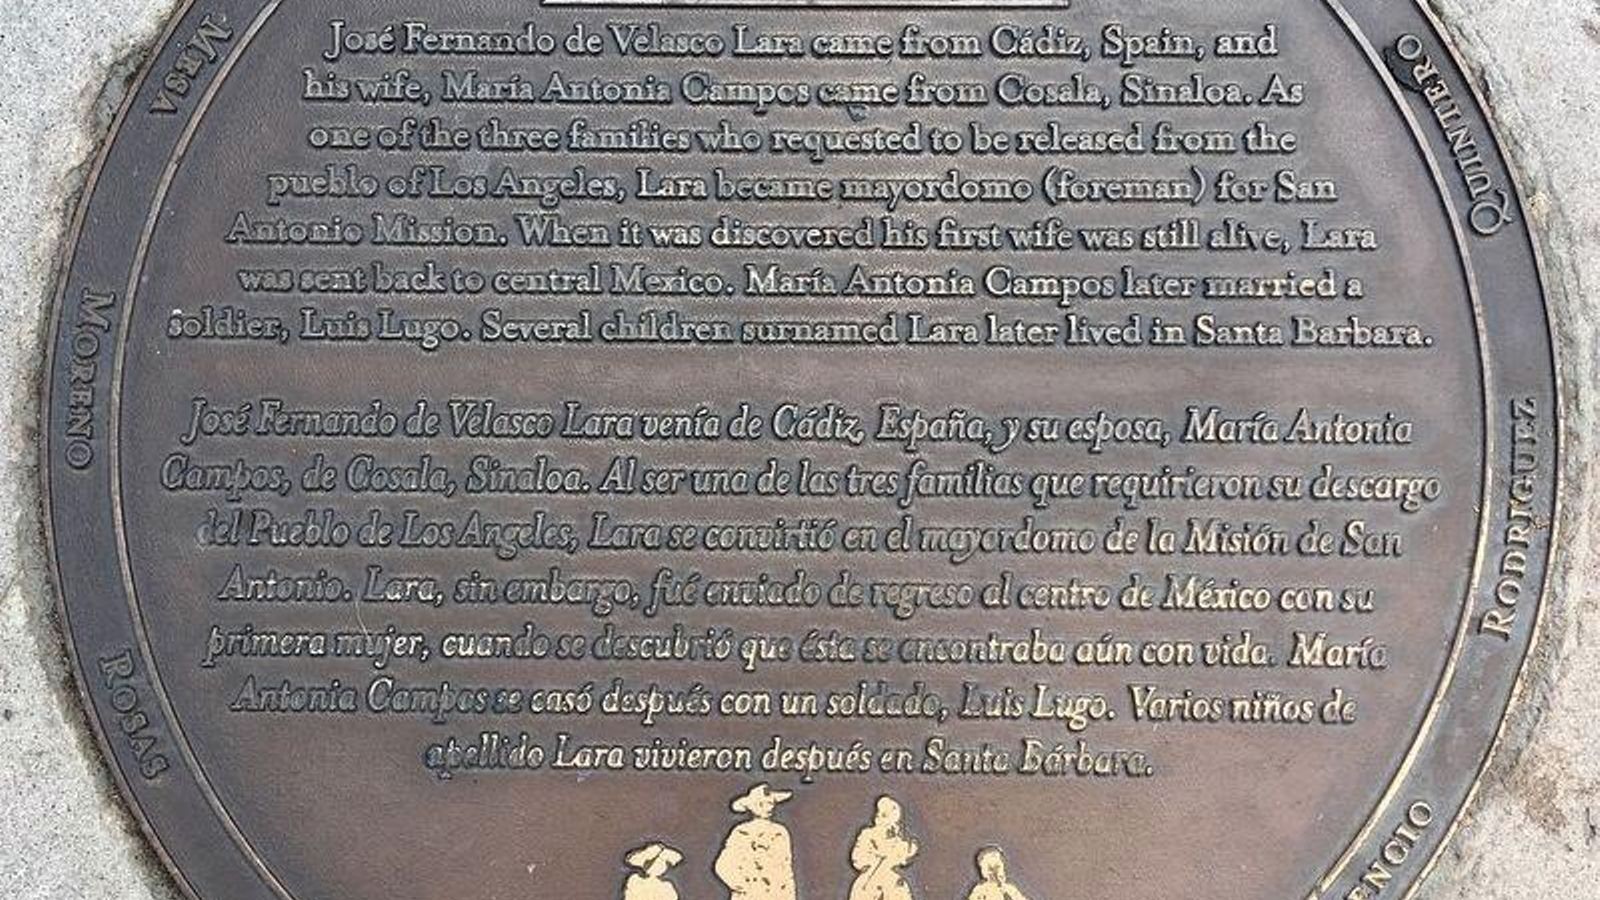 José Fernando de Velasco Lara came from Cádiz, Spain, and
his wife, María Antonia Campos came from Cosala, Sinaloa. As
one of the three families who requested to be released from the
pueblo of Los Angeles, Lara became mayordomo (foreman) for San
Antonio Mission. When it was discovered his first wife was still alive, Lara
was sent back to central Mexico. María Antonia Campos later married a
soldier, Luis Lugo. Several children surnamed Lara later lived in Santa Barbara.
José Fernando de Velasco Lara venía de Cádiz, España, y su esposa, María Antonia
Campos, de Cosala, Sinaloa. Al ser una de las tres familias que requirieron su descargo
del Pueblo de Los Angeles, Lara se convirtió en el mayordomo de la Misión de San
Antonio. Lara, sin embargo, fué enviado de regreso al centro de México con su
primera mujer, cuando se descubrió que ésta se encontraba aún con vida. María
Antonia Campos se casó después con un soldado, Luis Lugo. Varios niños de
apellido Lara vivieron después en Santa Bárbara.
MESA
MORENO
ROSAS
QUINTERO
RODRIGUEZ